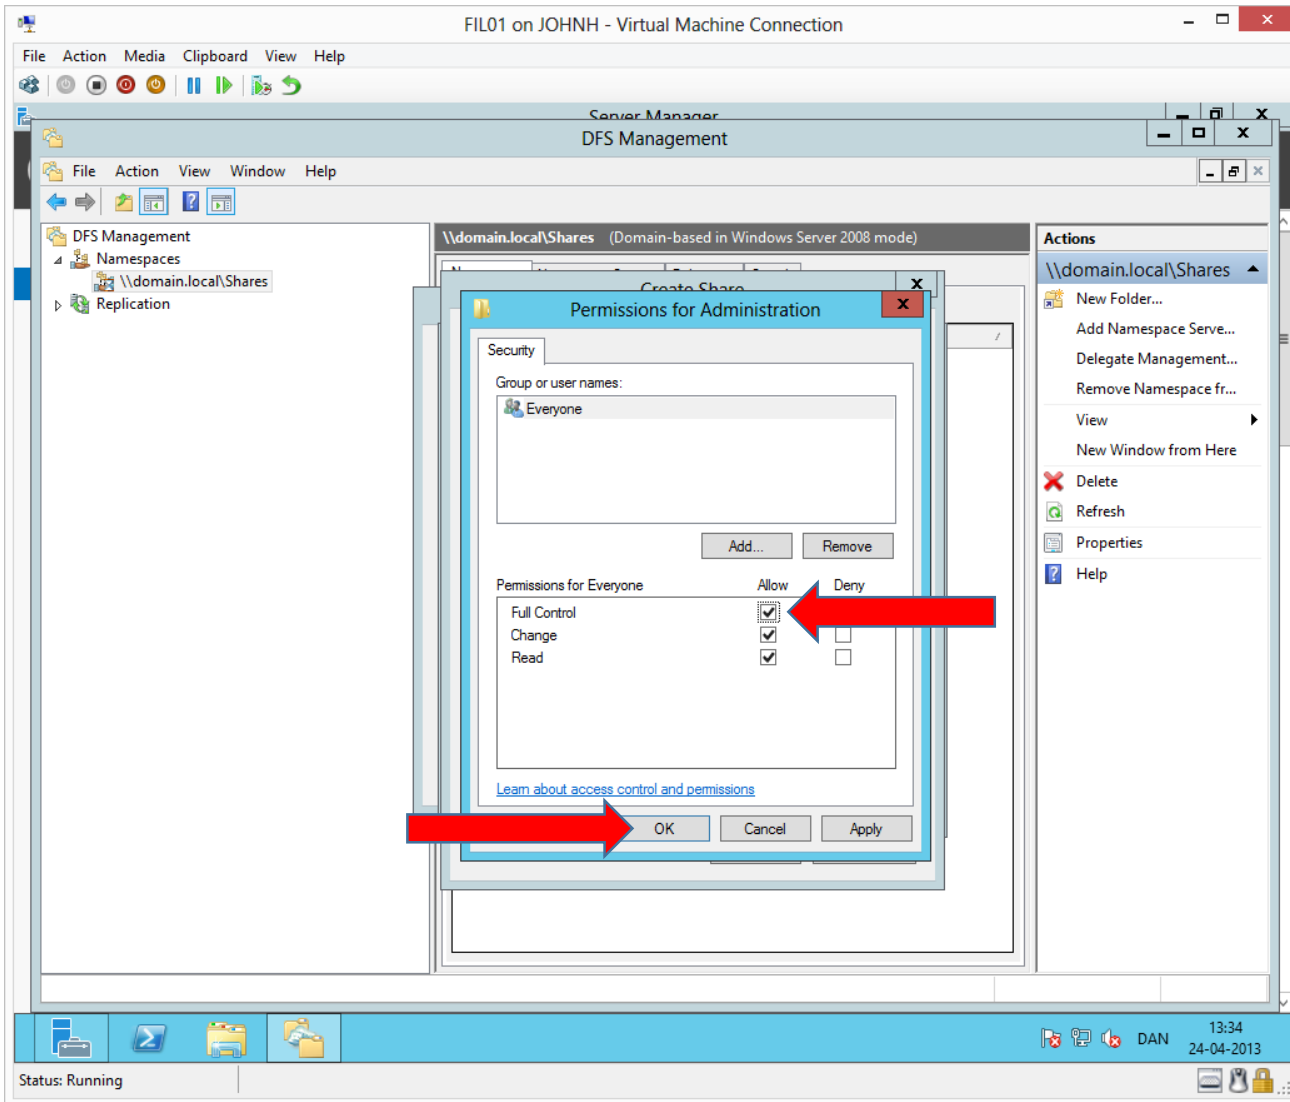 FIL01 on JOHNH - Virtual Machine Connection
File Action Media Clipboard View Help
Server Manager
DFS Management
File Action View Window Help
DFS Management
Namespaces
\\domain.local\Shares
Replication
\\domain.local\Shares (Domain-based in Windows Server 2008 mode)
Create Share
Permissions for Administration
Security
Group or user names:
Everyone
Add... Remove
Permissions for Everyone Allow Deny
Full Control
Change
Read
Learn about access control and permissions
OK Cancel Apply
Actions
\\domain.local\Shares
New Folder...
Add Namespace Serve...
Delegate Management...
Remove Namespace fr...
View
New Window from Here
Delete
Refresh
Properties
Help
DAN
13:34
24-04-2013
Status: Running